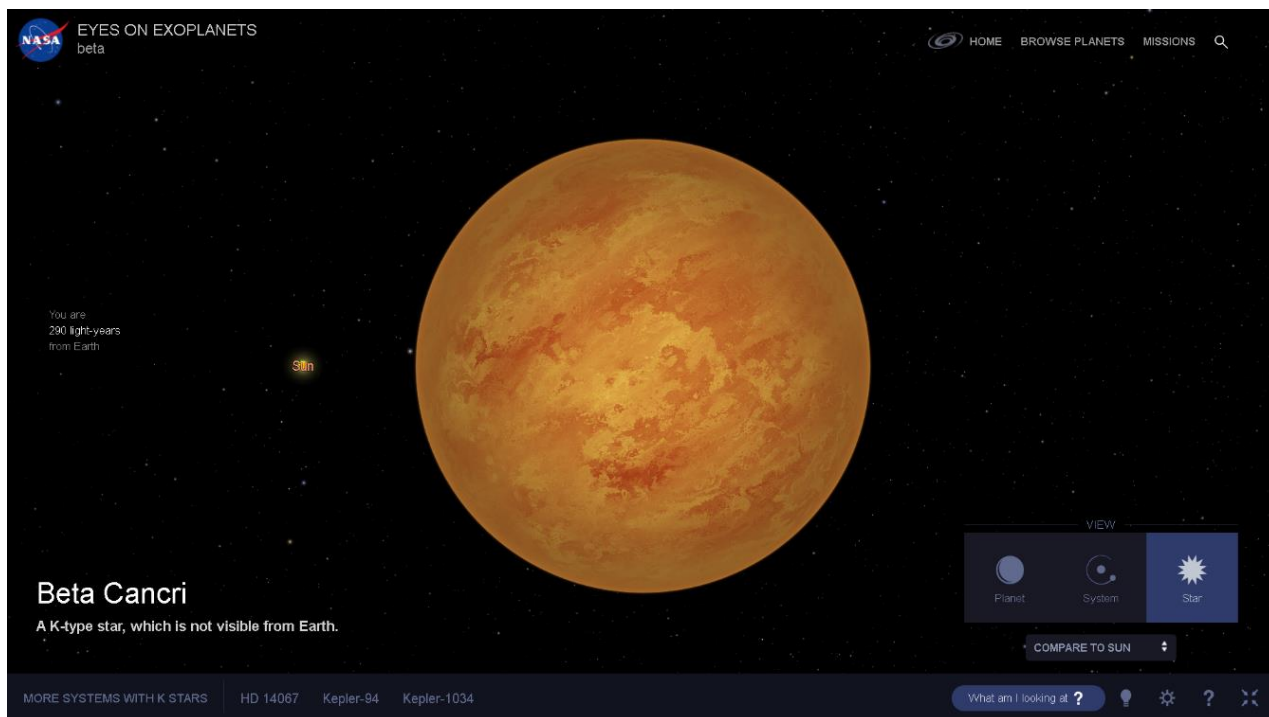 NASA
EYES ON EXOPLANETS
beta
HOME BROWSE PLANETS MISSIONS
You are
290 light-years
from Earth
Sun
VIEW
Planet System Star
COMPARE TO SUN
Beta Cancri
A K-type star, which is not visible from Earth.
MORE SYSTEMS WITH K STARS HD 14067 Kepler-94 Kepler-1034
What am I looking at ? ?